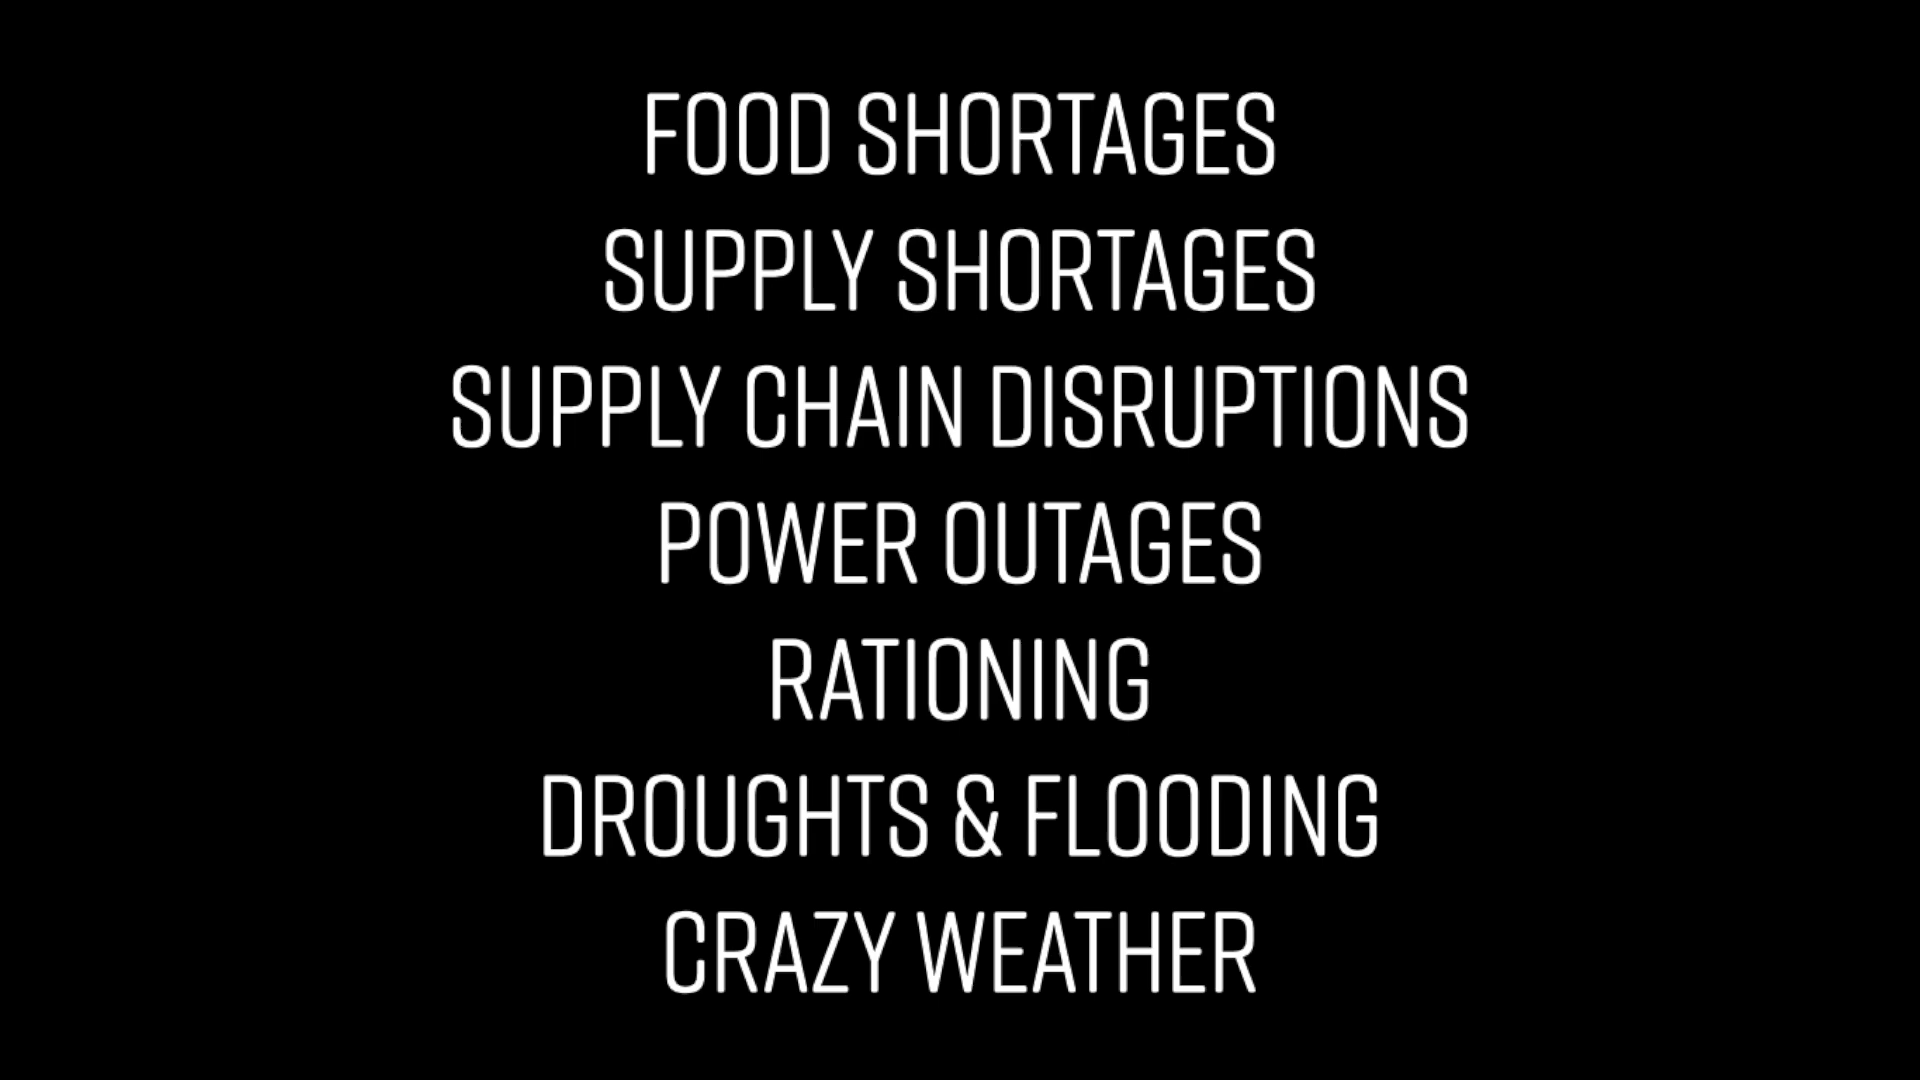 FOOD SHORTAGES
SUPPLY SHORTAGES
SUPPLY CHAIN DISRUPTIONS
POWER OUTAGES
RATIONING
DROUGHTS & FLOODING
CRAZY WEATHER